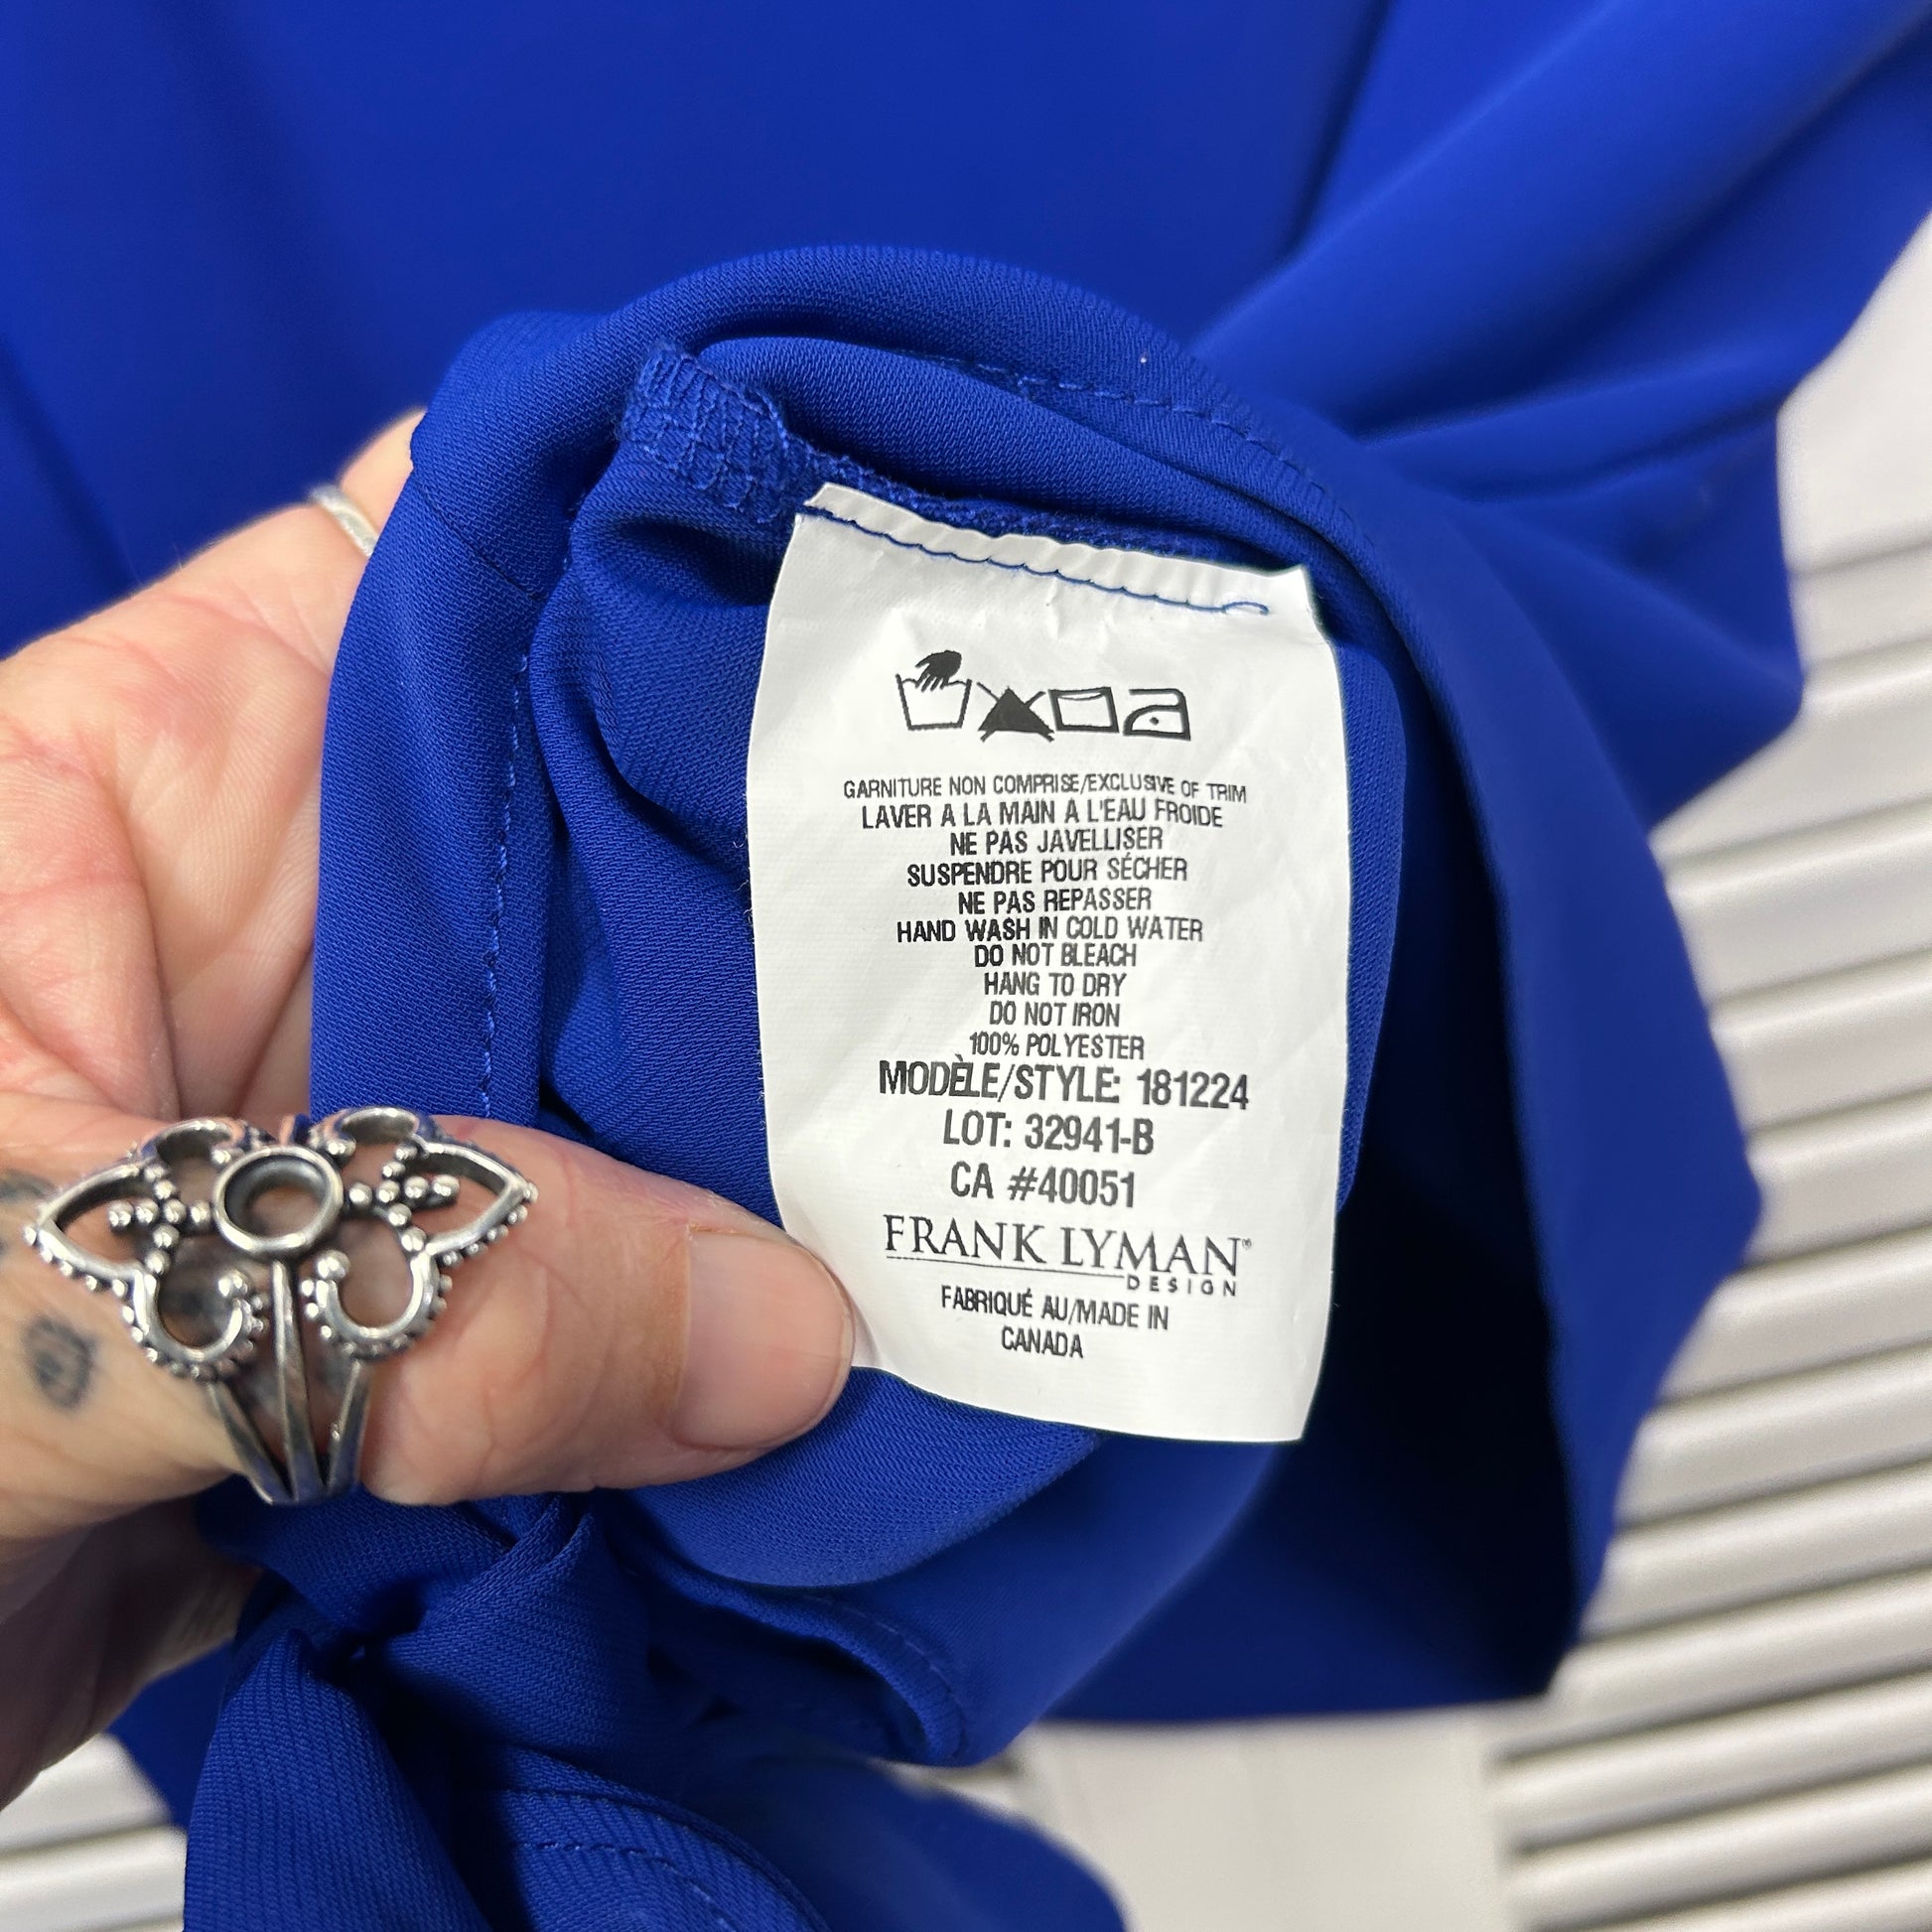 GARNITURE NON COMPRISE/EXCLUSIVE OF TRIM
LAVER A LA MAIN A L'EAU FROIDE
NE PAS JAVELLISER
SUSPENDRE POUR SÉCHER
NE PAS REPASSER
HAND WASH IN COLD WATER
DO NOT BLEACH
HANG TO DRY
DO NOT IRON
100% POLYESTER
MODÈLE/STYLE: 181224
LOT: 32941-B
CA #40051
FRANK LYMAN®
DESIGN
FABRIQUÉ AU/MADE IN
CANADA